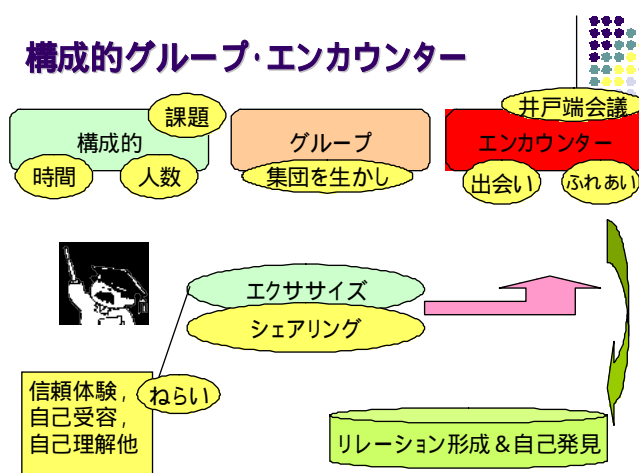 構成的グループ･エンカウンター
課題
井戸端会議
構成的
グループ
エンカウンター
時間
人数
集団を生かし
出会い
ふれあい
エクササイズ
シェアリング
信頼体験，
自己受容，
自己理解他
ねらい
リレーション形成＆自己発見